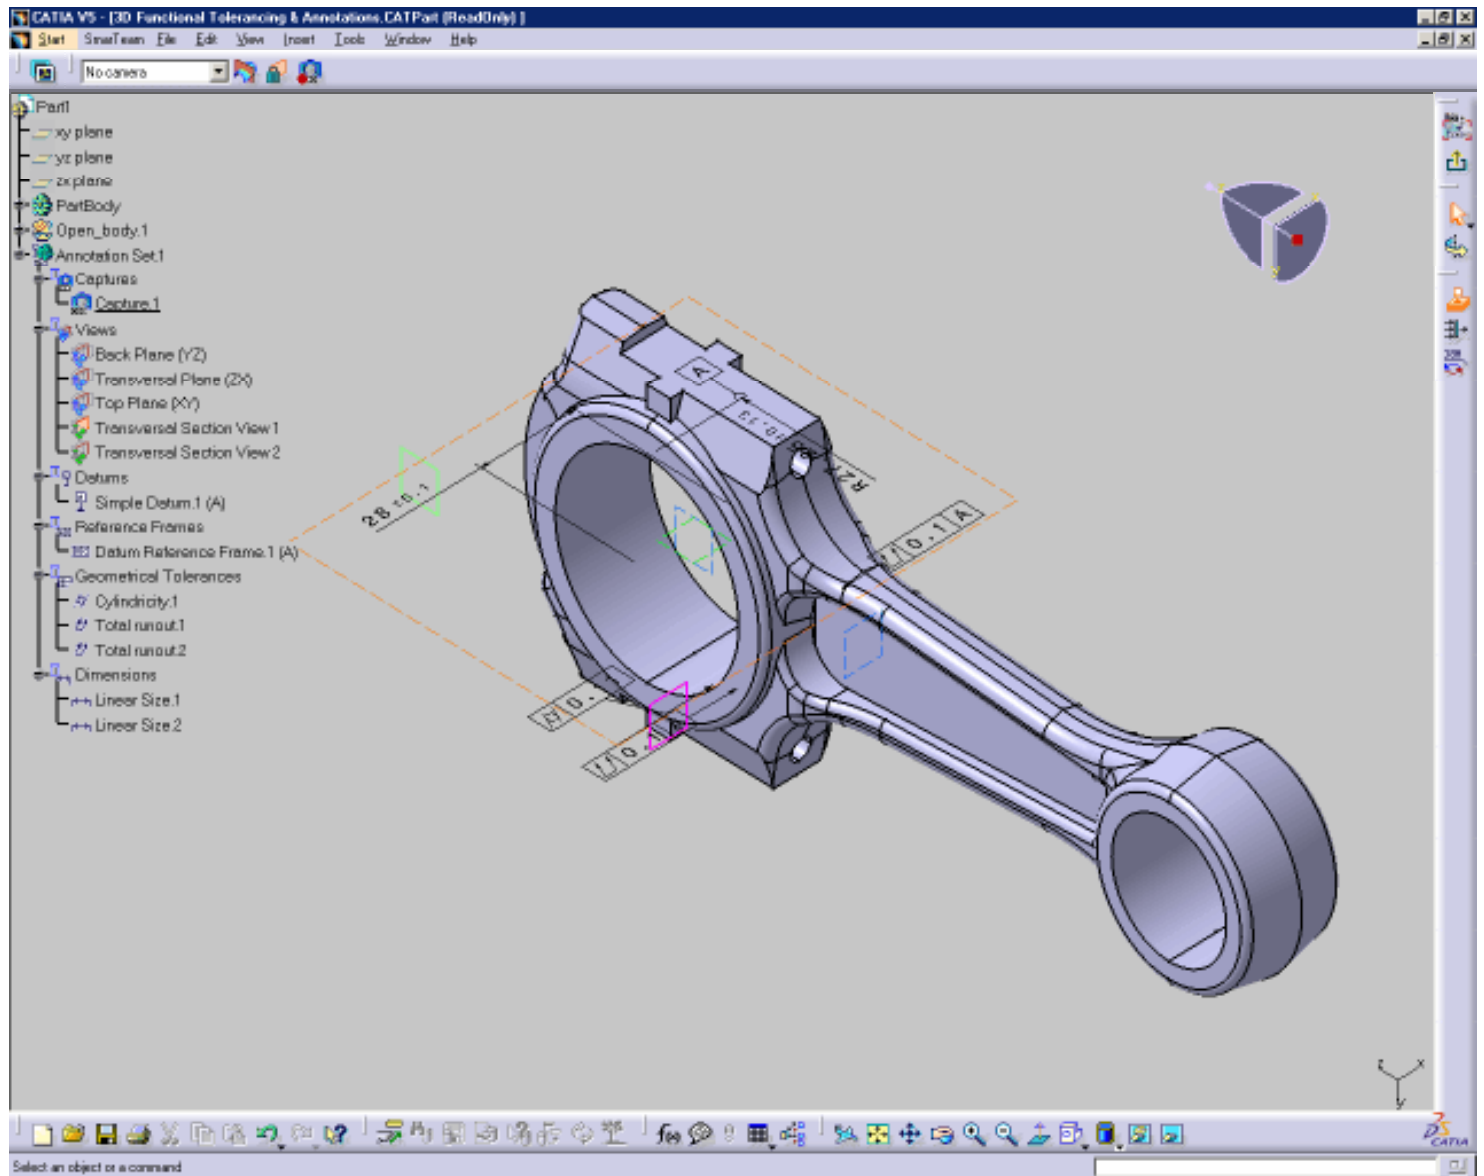 CATIA V5 - [3D Functional Tolerancing & Annotations.CATPart (ReadOnly) ]
Start SmarTeam File Edit View Insert Tools Window Help
No camera
Part1
xy plane
yz plane
zx plane
PartBody
Open_body.1
Annotation Set.1
Captures
Capture.1
Views
Back Plane (YZ)
Transversal Plane (ZX)
Top Plane (XY)
Transversal Section View 1
Transversal Section View 2
Datums
Simple Datum.1 (A)
Reference Frames
Datum Reference Frame.1 (A)
Geometrical Tolerances
Cylindricity.1
Total runout.1
Total runout.2
Dimensions
Linear Size.1
Linear Size.2
A
28 ±0.1
0.1 A
z x
y
f(x)
DS
CATIA
Select an object or a command